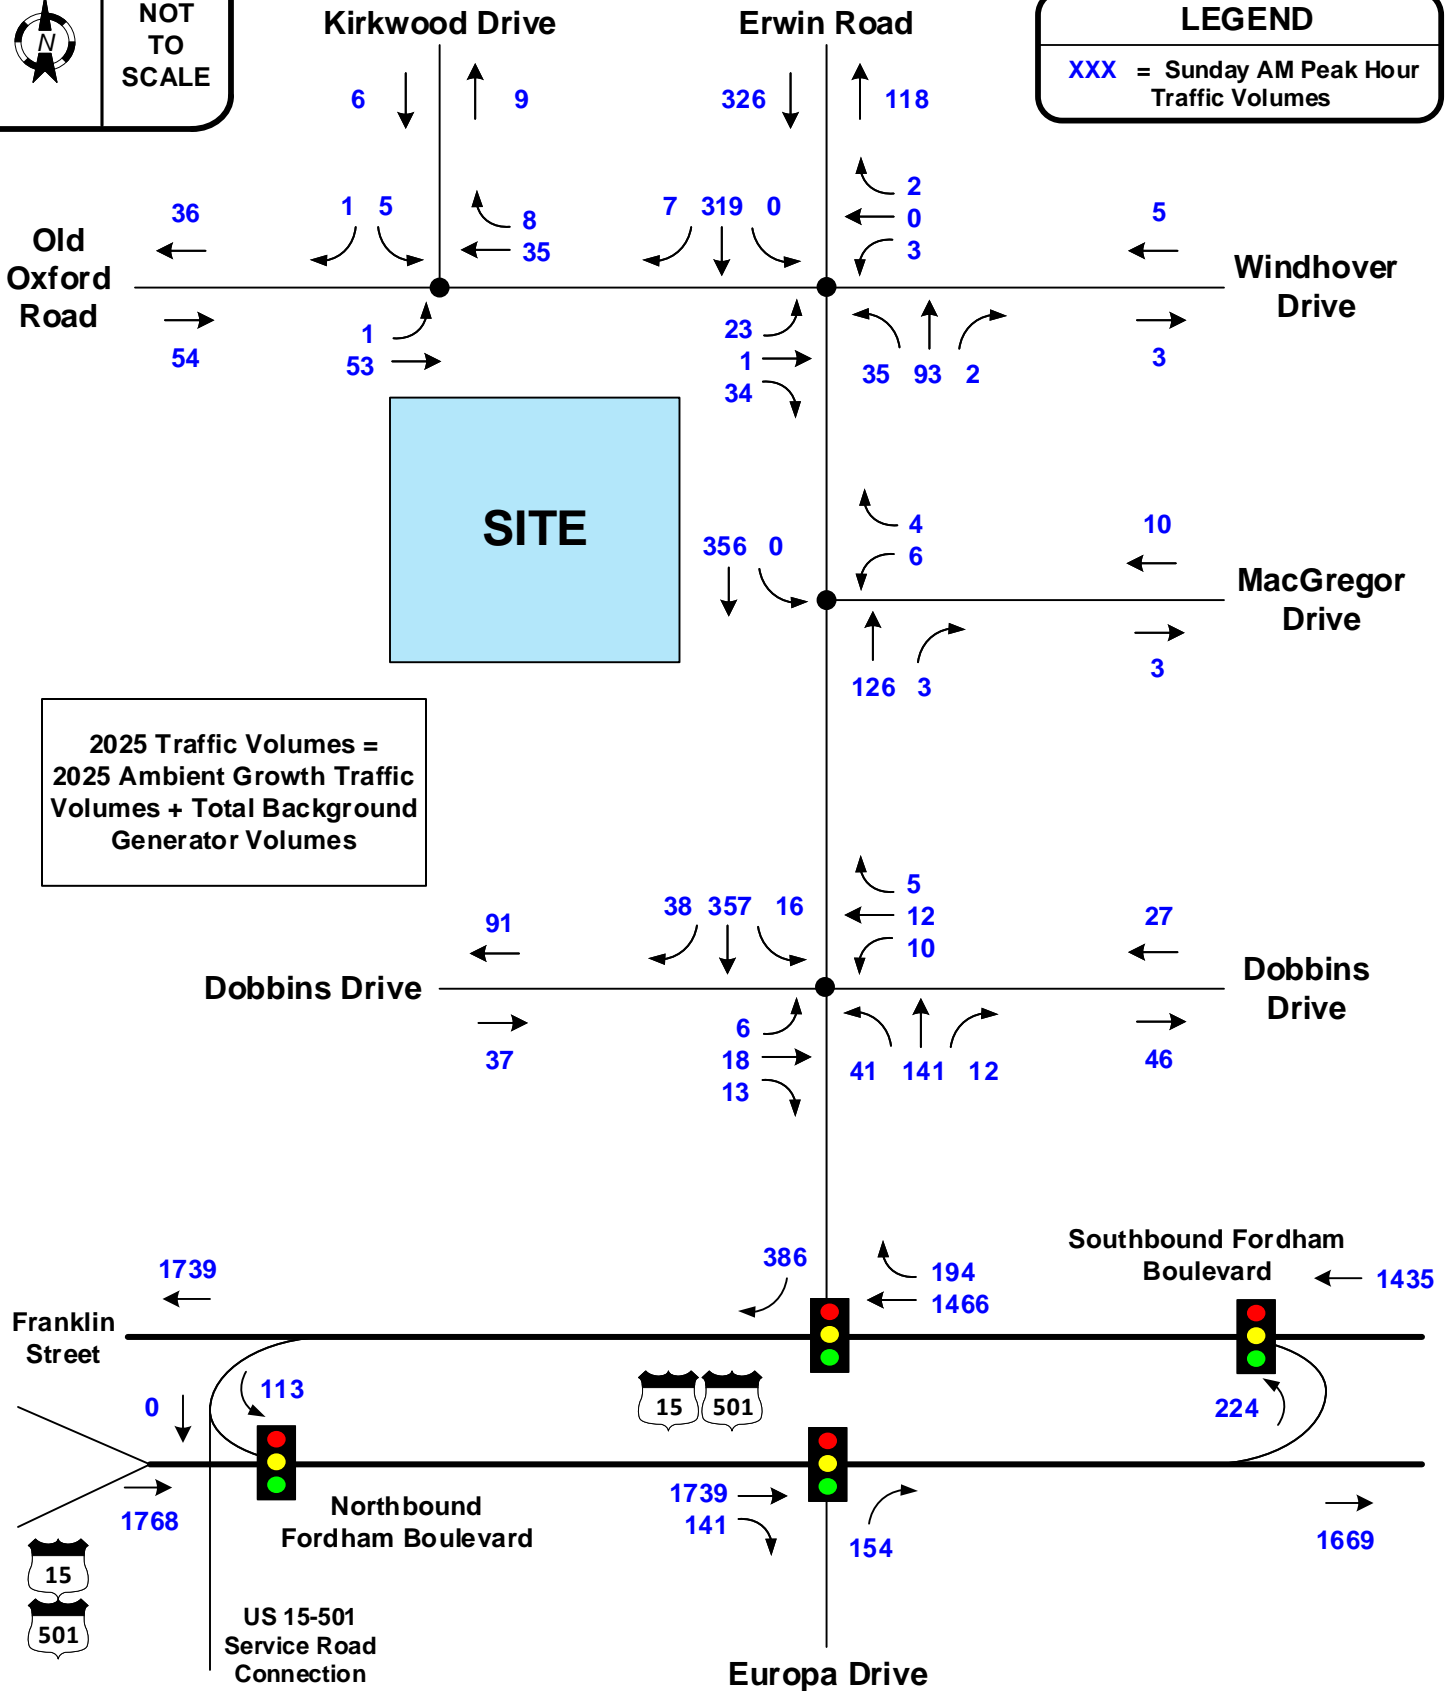 N
NOT
TO
SCALE
Kirkwood Drive
Erwin Road
LEGEND
XXX = Sunday AM Peak Hour
Traffic Volumes
6
9
326
118
36
1 5
8
35
7 319 0
2
0
3
5
Old
Oxford
Road
Windhover
Drive
54
1
53
23
1
34
35 93 2
3
SITE
356 0
4
6
10
MacGregor
Drive
126 3
3
2025 Traffic Volumes =
2025 Ambient Growth Traffic
Volumes + Total Background
Generator Volumes
91
38 357 16
5
12
10
27
Dobbins Drive
Dobbins
Drive
37
6
18
13
41 141 12
46
1739
386
194
1466
Southbound Fordham
Boulevard
1435
Franklin
Street
0
113
15
501
224
1768
Northbound
Fordham Boulevard
1739
141
154
1669
15
501
US 15-501
Service Road
Connection
Europa Drive